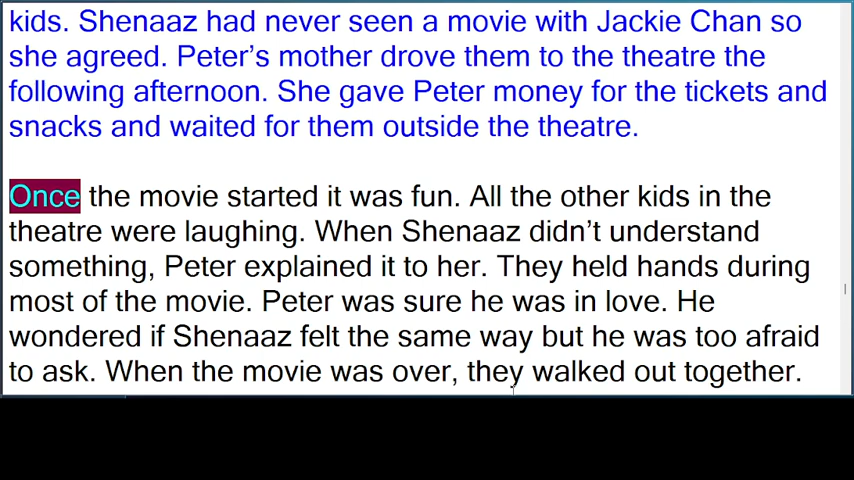 kids. Shenaaz had never seen a movie with Jackie Chan so
she agreed. Peter’s mother drove them to the theatre the
following afternoon. She gave Peter money for the tickets and
snacks and waited for them outside the theatre.
Once the movie started it was fun. All the other kids in the
theatre were laughing. When Shenaaz didn’t understand
something, Peter explained it to her. They held hands during
most of the movie. Peter was sure he was in love. He
wondered if Shenaaz felt the same way but he was too afraid
to ask. When the movie was over, they walked out together.